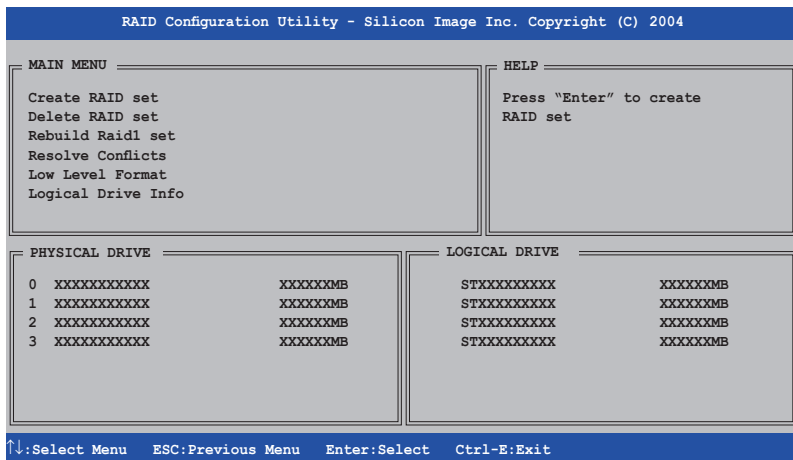 RAID Configuration Utility - Silicon Image Inc. Copyright (C) 2004
MAIN MENU
Create RAID set
Delete RAID set
Rebuild Raid1 set
Resolve Conflicts
Low Level Format
Logical Drive Info
HELP
Press “Enter” to create
RAID set
PHYSICAL DRIVE
0 XXXXXXXXXXX XXXXXXMB
1 XXXXXXXXXXX XXXXXXMB
2 XXXXXXXXXXX XXXXXXMB
3 XXXXXXXXXXX XXXXXXMB
LOGICAL DRIVE
STXXXXXXXXX XXXXXXMB
STXXXXXXXXX XXXXXXMB
STXXXXXXXXX XXXXXXMB
STXXXXXXXXX XXXXXXMB
↑↓:Select Menu ESC:Previous Menu Enter:Select Ctrl-E:Exit